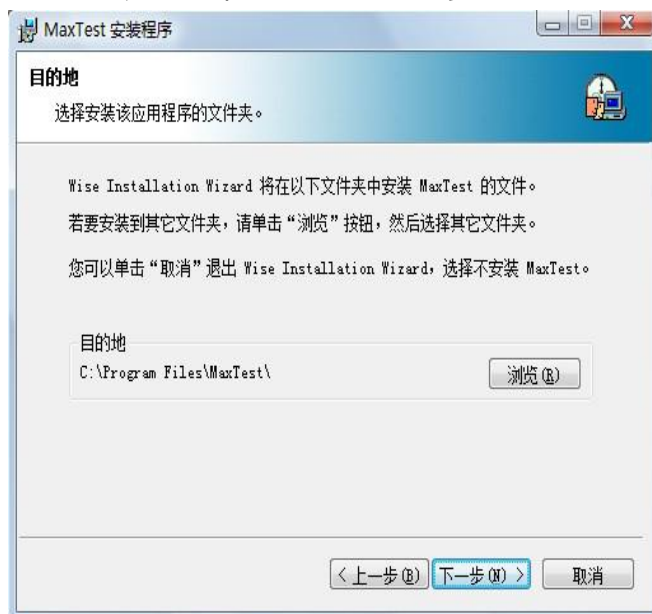 MaxTest 安装程序
目的地
选择安装该应用程序的文件夹。
Wise Installation Wizard 将在以下文件夹中安装 MaxTest 的文件。
若要安装到其它文件夹，请单击“浏览”按钮，然后选择其它文件夹。
您可以单击“取消”退出 Wise Installation Wizard，选择不安装 MaxTest。
目的地
C:\Program Files\MaxTest\
浏览(R)
< 上一步(B)
下一步(N) >
取消